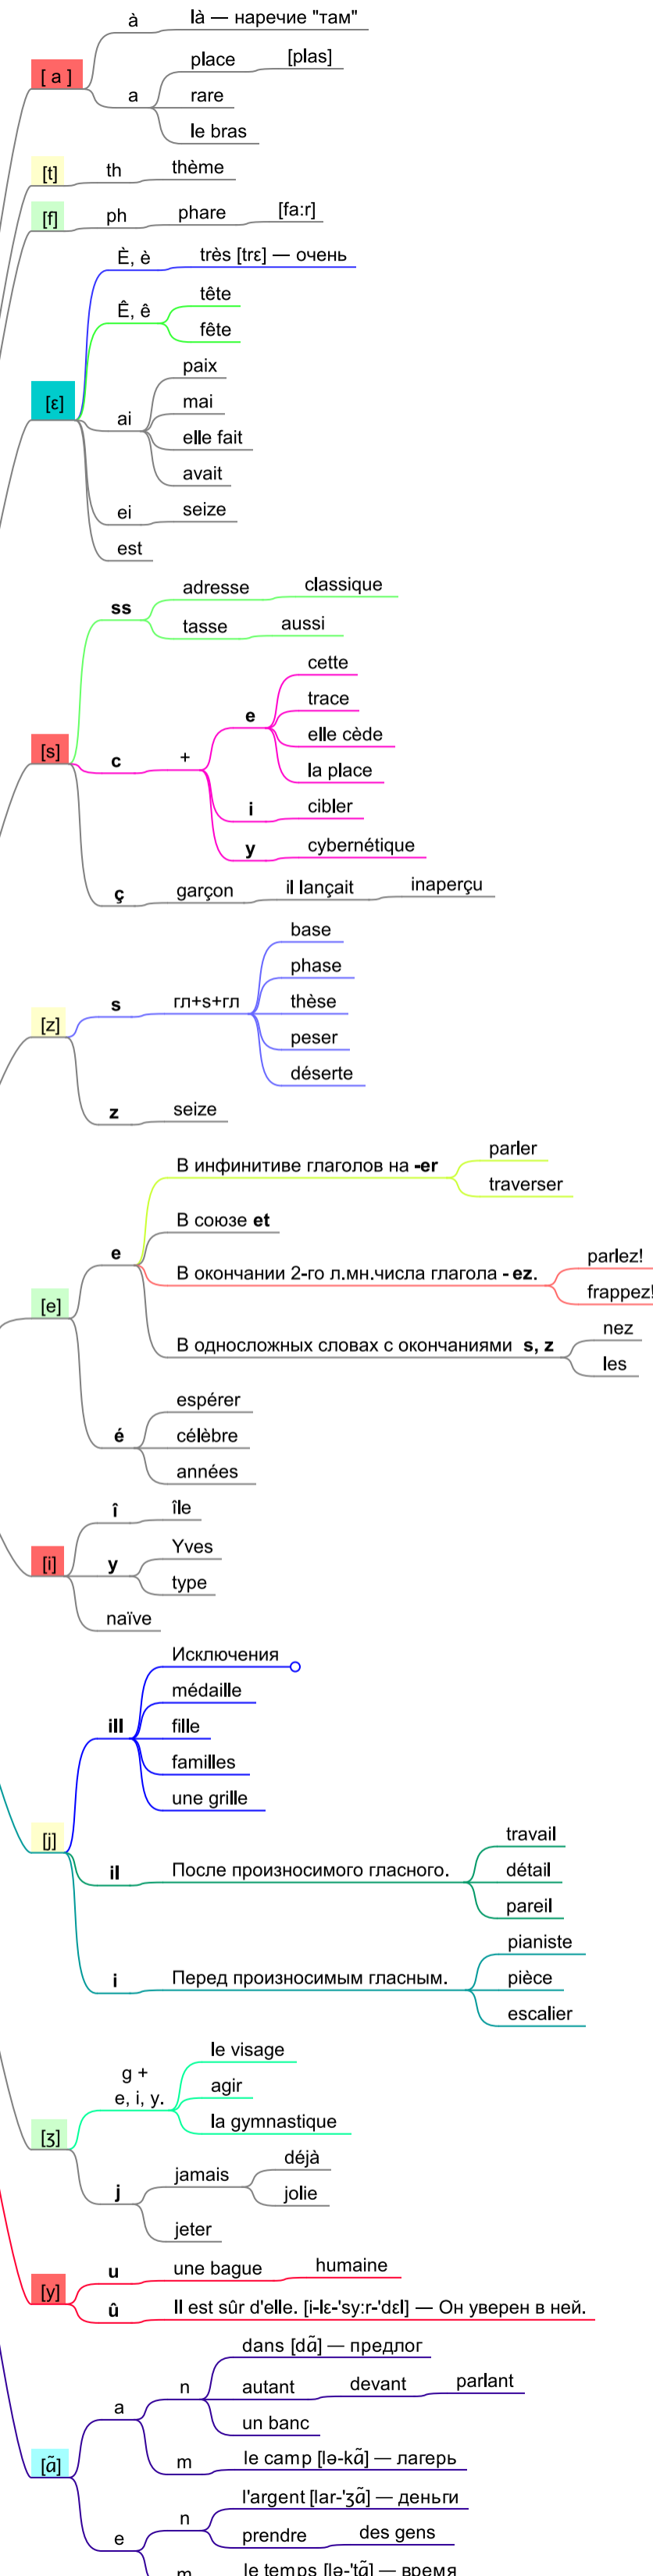 [ a ]
à
là — наречие "там"
a
place
[plas]
rare
le bras
[t]
th
thème
[f]
ph
phare
[fa:r]
[ɛ]
È, è
très [trɛ] — очень
Ê, ê
tête
fête
ai
paix
mai
elle fait
avait
ei
seize
est
[s]
ss
adresse
classique
tasse
aussi
c
+
e
cette
trace
elle cède
la place
i
cibler
y
cybernétique
ç
garçon
il lançait
inaperçu
[z]
s
гл+s+гл
base
phase
thèse
peser
déserte
z
seize
[e]
e
В инфинитиве глаголов на -er
parler
traverser
В союзе et
В окончании 2-го л.мн.числа глагола - ez.
parlez!
frappez!
В односложных словах с окончаниями s, z
nez
les
é
espérer
célèbre
années
[i]
î
île
y
Yves
type
naïve
[j]
ill
Исключения
médaille
fille
familles
une grille
il
После произносимого гласного.
travail
détail
pareil
i
Перед произносимым гласным.
pianiste
pièce
escalier
[ʒ]
g +
e, i, y.
le visage
agir
la gymnastique
j
jamais
déjà
jolie
jeter
[y]
u
une bague
humaine
û
Il est sûr d'elle. [i-lɛ-'sy:r-'dɛl] — Он уверен в ней.
[ɑ̃]
a
n
dans [dɑ̃] — предлог
autant
devant
parlant
un banc
m
le camp [lə-kɑ̃] — лагерь
e
n
l'argent [lar-'ʒɑ̃] — деньги
prendre
des gens
m
le temps [lə-'tɑ̃] — время